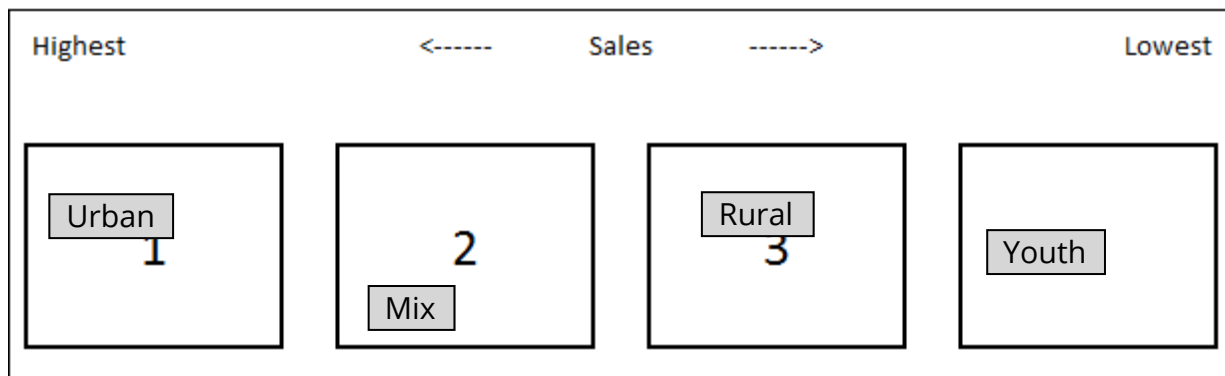 Highest <------ Sales ------> Lowest
Urban
1
2
Mix
Rural
3
Youth